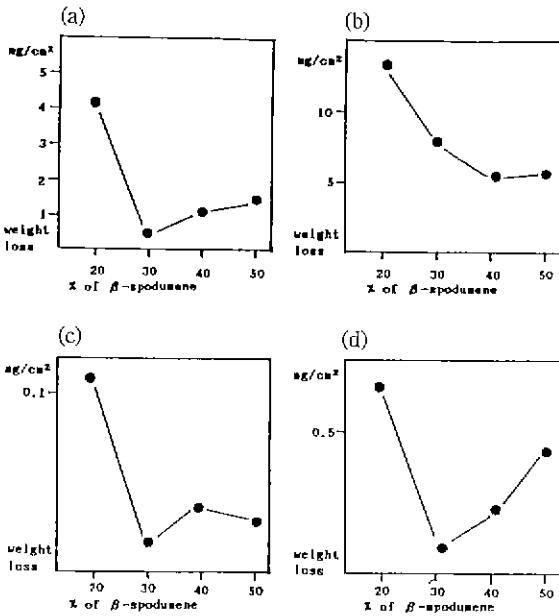 (a)
mg/cm²
5
4
3
2
1
weight
loss
20 30 40 50
% of β-spodumene
(b)
mg/cm²
10
5
weight
loss
20 30 40 50
% of β-spodumene
(c)
mg/cm²
0.1
weight
loss
20 30 40 50
% of β-spodumene
(d)
mg/cm²
0.5
weight
loss
20 30 40 50
% of β-spodumene